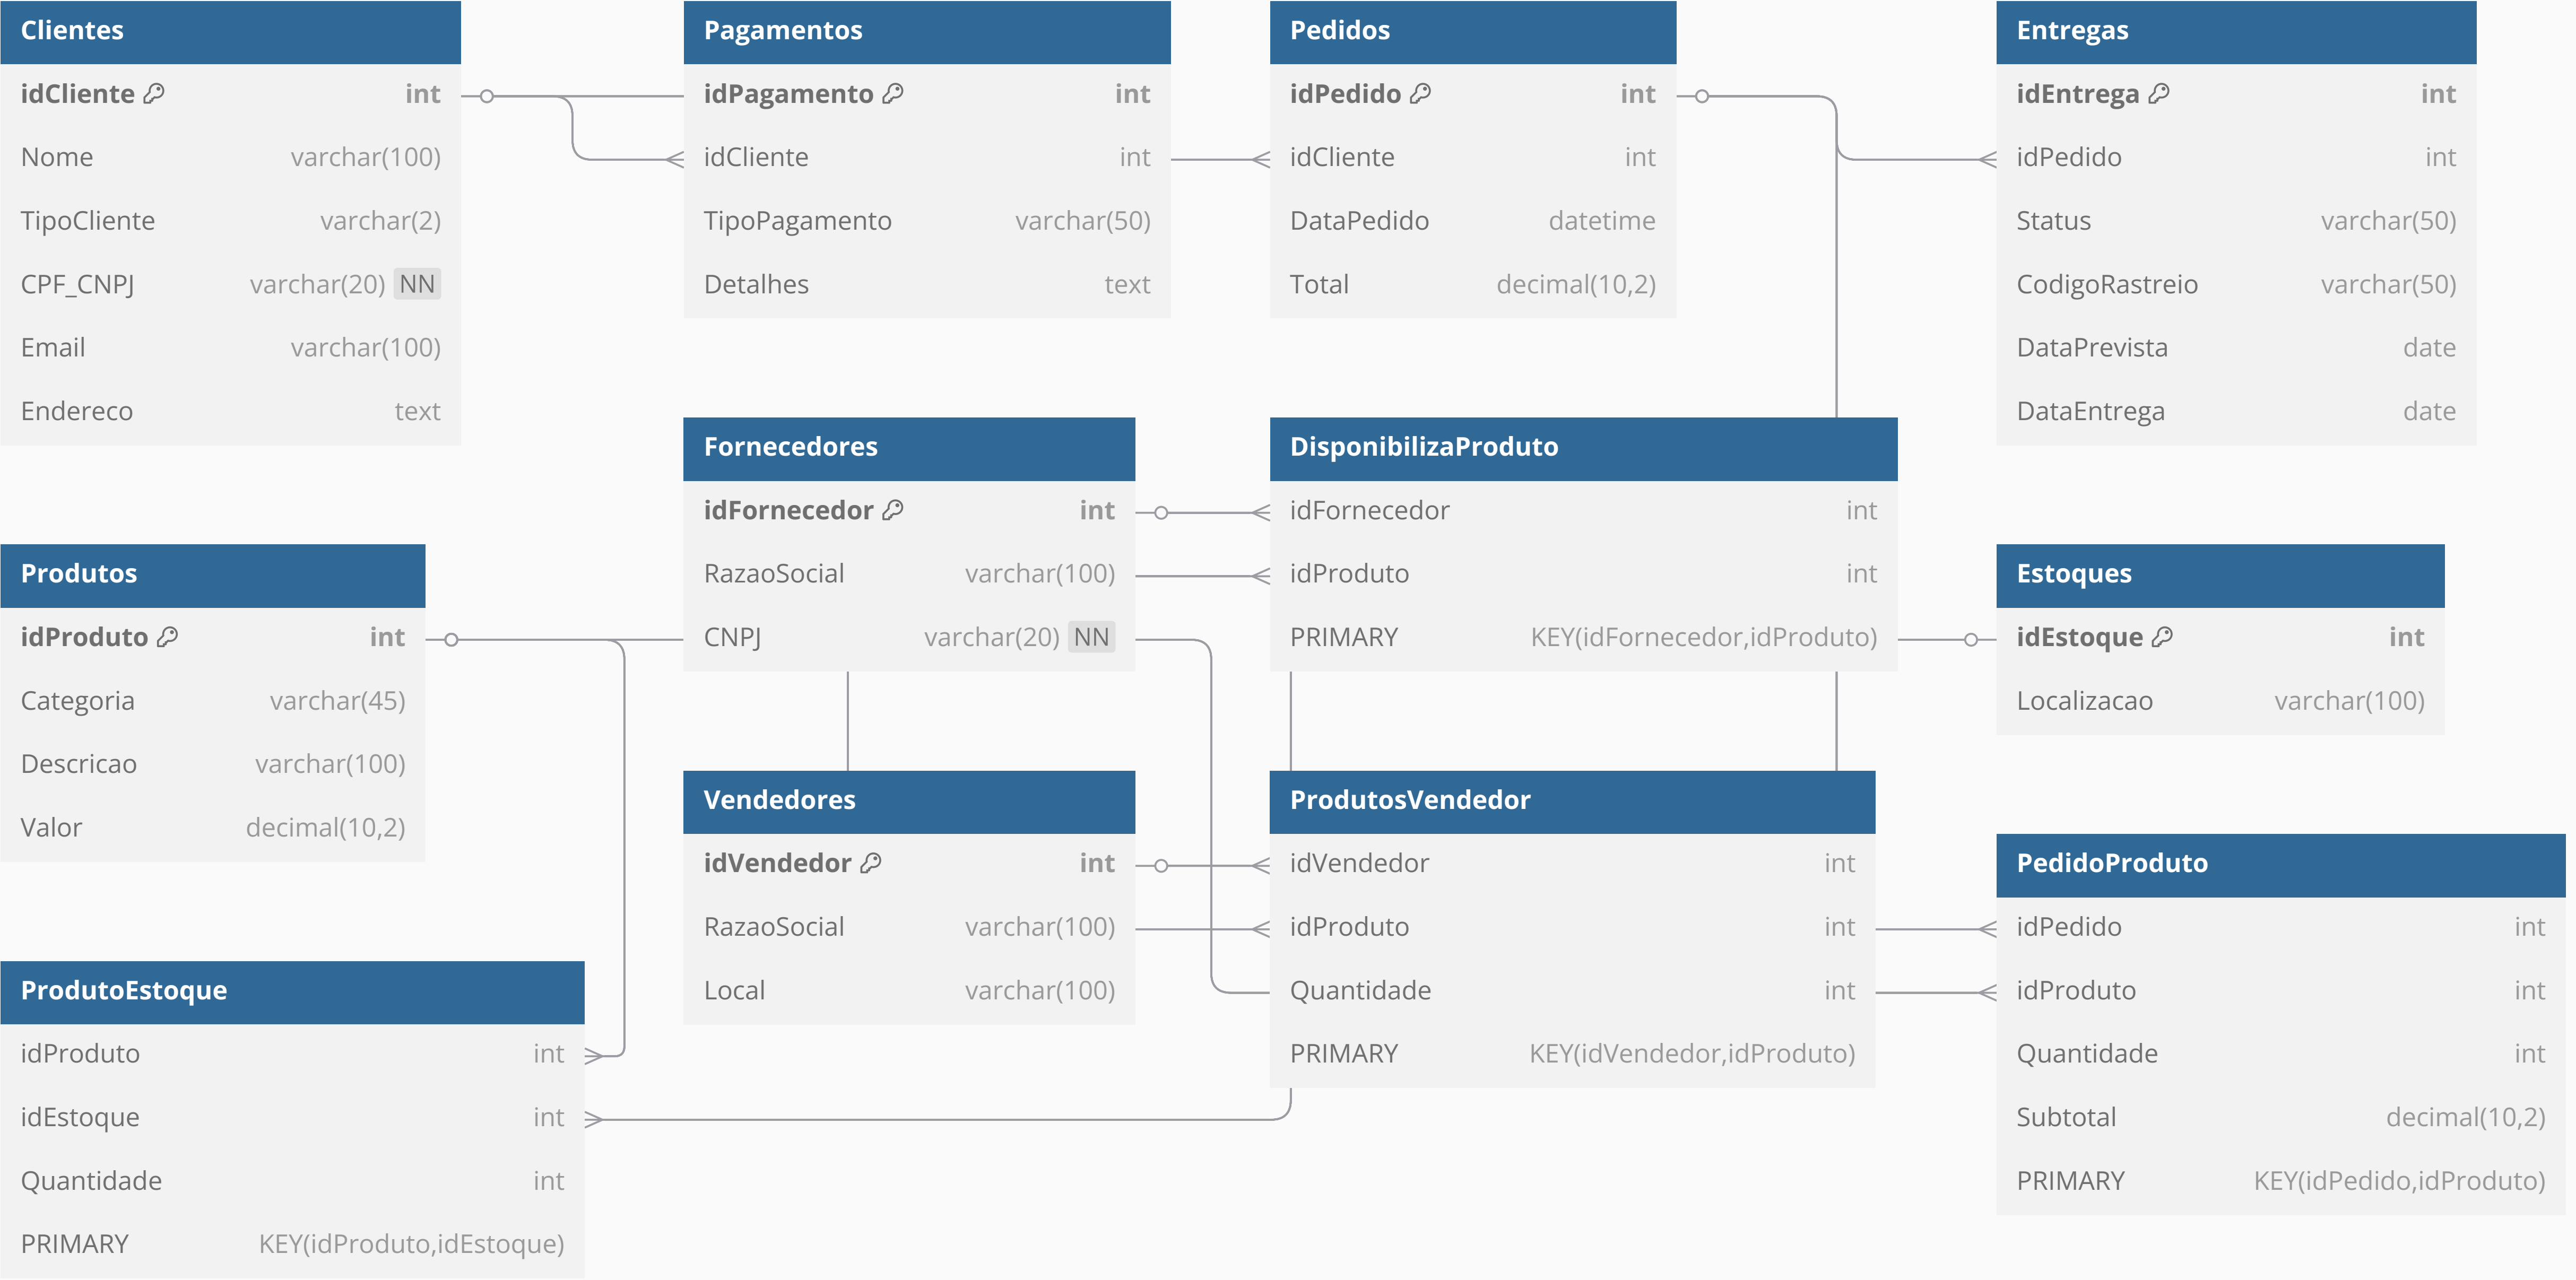 Clientes
idCliente int
Nome varchar(100)
TipoCliente varchar(2)
CPF_CNPJ varchar(20) NN
Email varchar(100)
Endereco text
Pagamentos
idPagamento int
idCliente int
TipoPagamento varchar(50)
Detalhes text
Pedidos
idPedido int
idCliente int
DataPedido datetime
Total decimal(10,2)
Entregas
idEntrega int
idPedido int
Status varchar(50)
CodigoRastreio varchar(50)
DataPrevista date
DataEntrega date
Fornecedores
idFornecedor int
RazaoSocial varchar(100)
CNPJ varchar(20) NN
DisponibilizaProduto
idFornecedor int
idProduto int
PRIMARY KEY(idFornecedor,idProduto)
Produtos
idProduto int
Categoria varchar(45)
Descricao varchar(100)
Valor decimal(10,2)
Estoques
idEstoque int
Localizacao varchar(100)
Vendedores
idVendedor int
RazaoSocial varchar(100)
Local varchar(100)
ProdutosVendedor
idVendedor int
idProduto int
Quantidade int
PRIMARY KEY(idVendedor,idProduto)
PedidoProduto
idPedido int
idProduto int
Quantidade int
Subtotal decimal(10,2)
PRIMARY KEY(idPedido,idProduto)
ProdutoEstoque
idProduto int
idEstoque int
Quantidade int
PRIMARY KEY(idProduto,idEstoque)